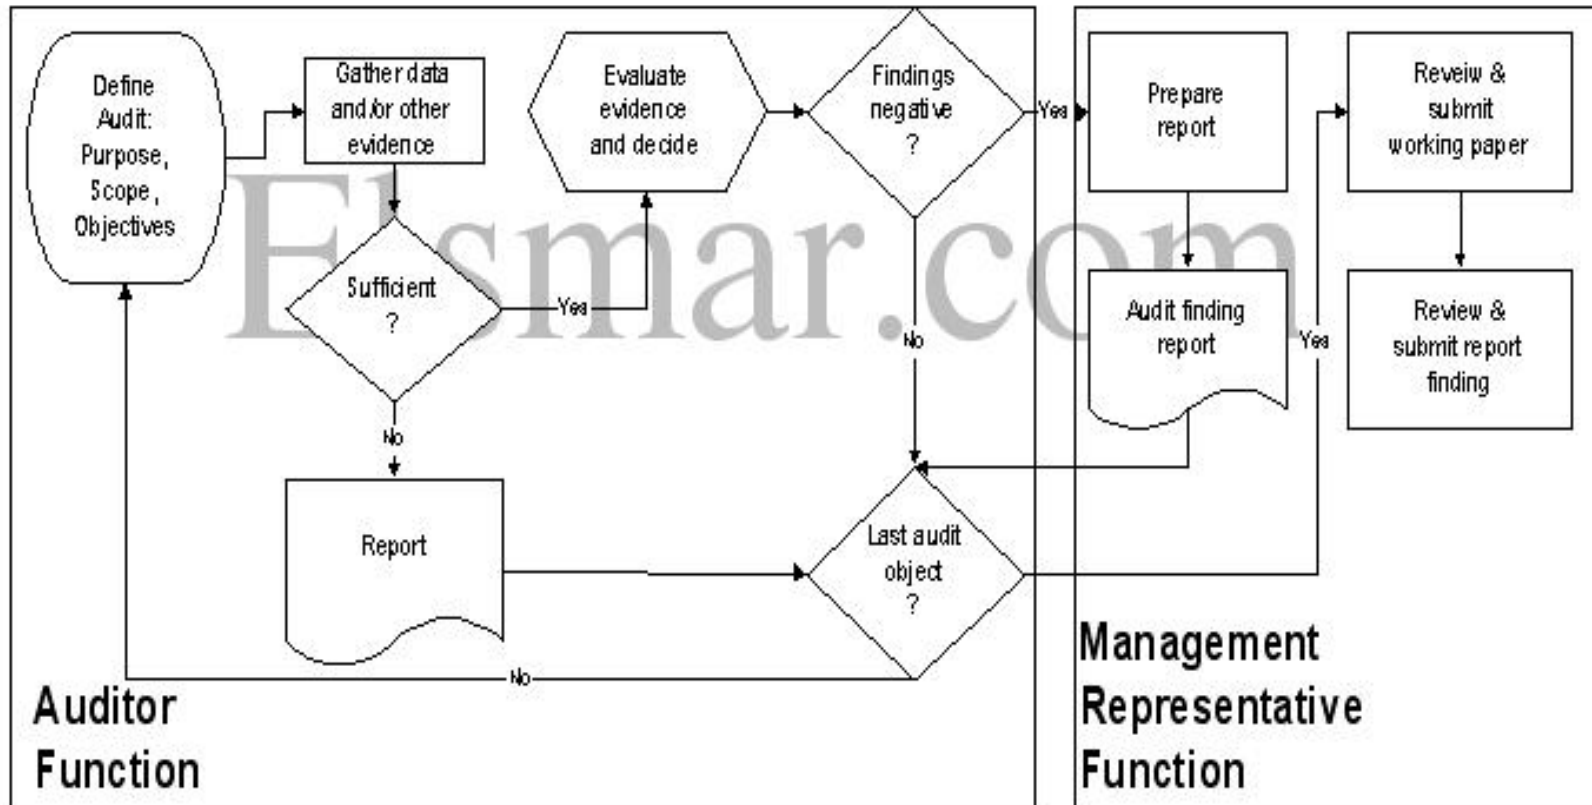 Define
Audit:
Purpose,
Scope,
Objectives
Gather data
and/or other
evidence
Evaluate
evidence
and decide
Findings
negative
?
Yes
Prepare
report
Reveiw &
submit
working paper
Elsmar.com
Sufficient
?
Yes
No
Audit finding
report
Yes
Review &
submit report
finding
No
Report
Last audit
object
?
No
Auditor
Function
Management
Representative
Function